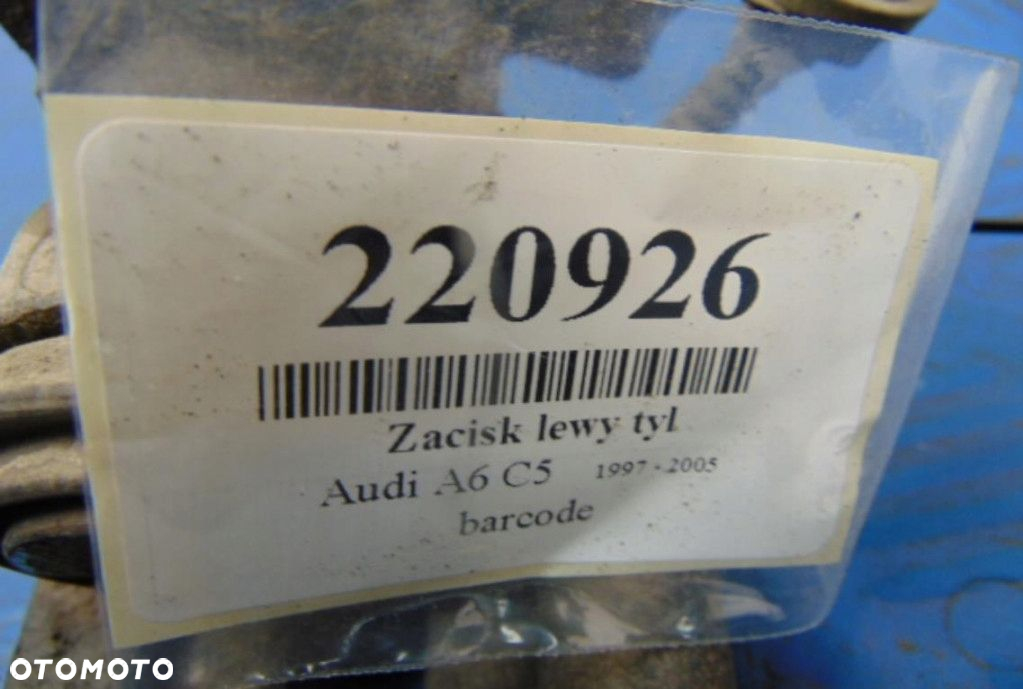 220926
Zacisk lewy tyl
Audi A6 C5 1997 - 2005
barcode
OTOMOTO